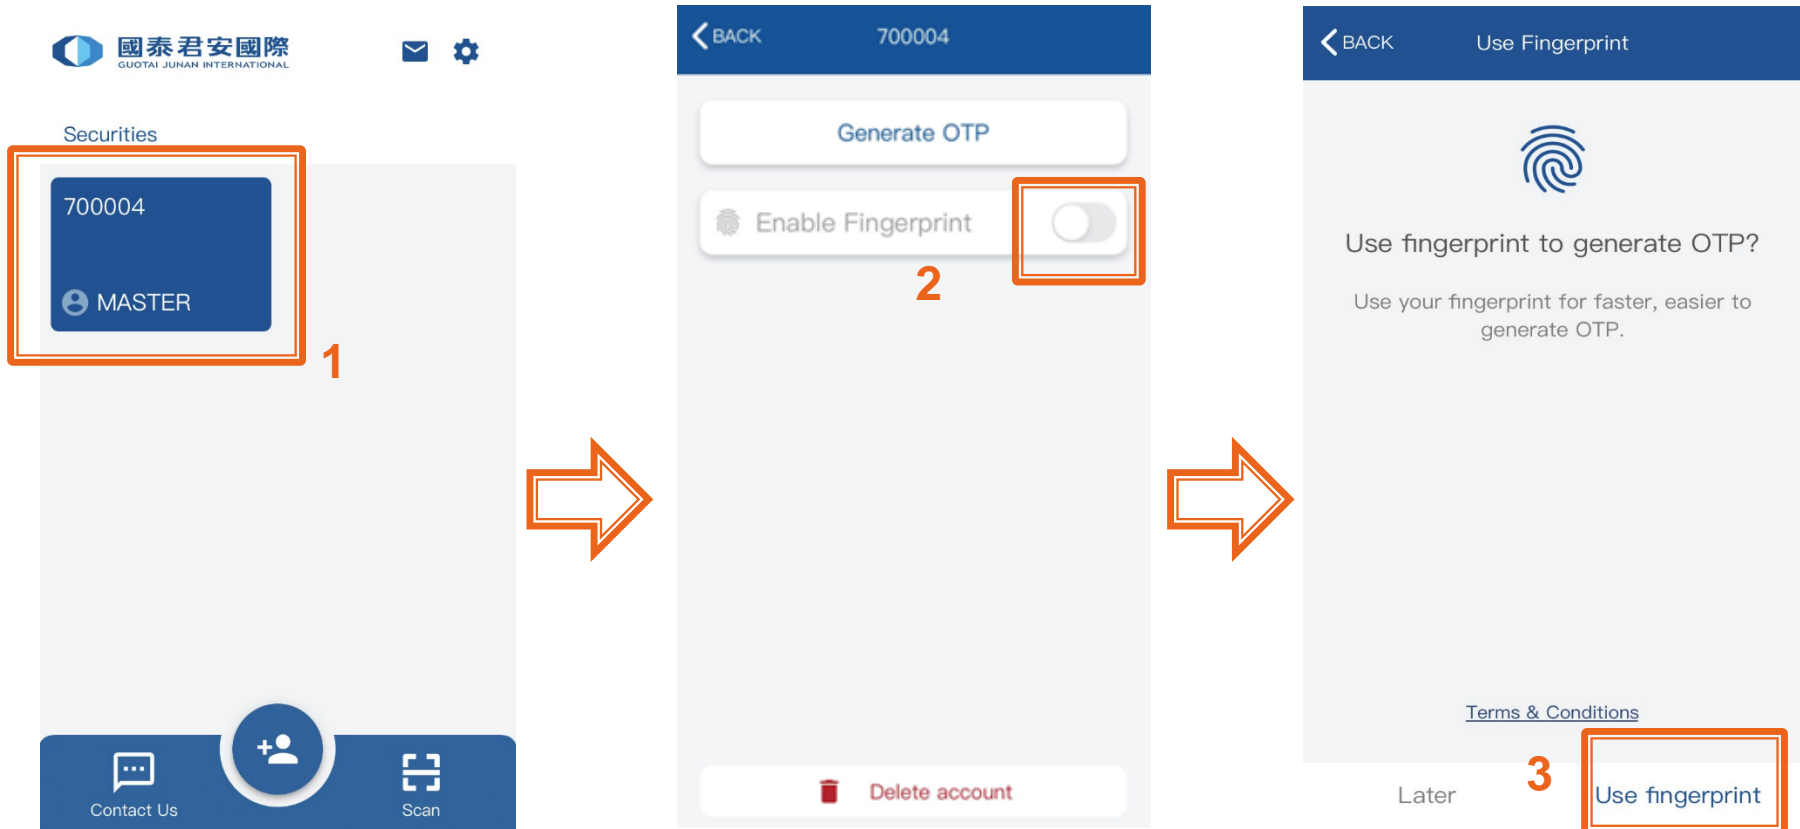 國泰君安國際
GUOTAI JUNAN INTERNATIONAL
Securities
700004
MASTER
1
Contact Us
Scan
BACK
700004
Generate OTP
Enable Fingerprint
2
Delete account
BACK
Use Fingerprint
Use fingerprint to generate OTP?
Use your fingerprint for faster, easier to
generate OTP.
Terms & Conditions
3
Later
Use fingerprint